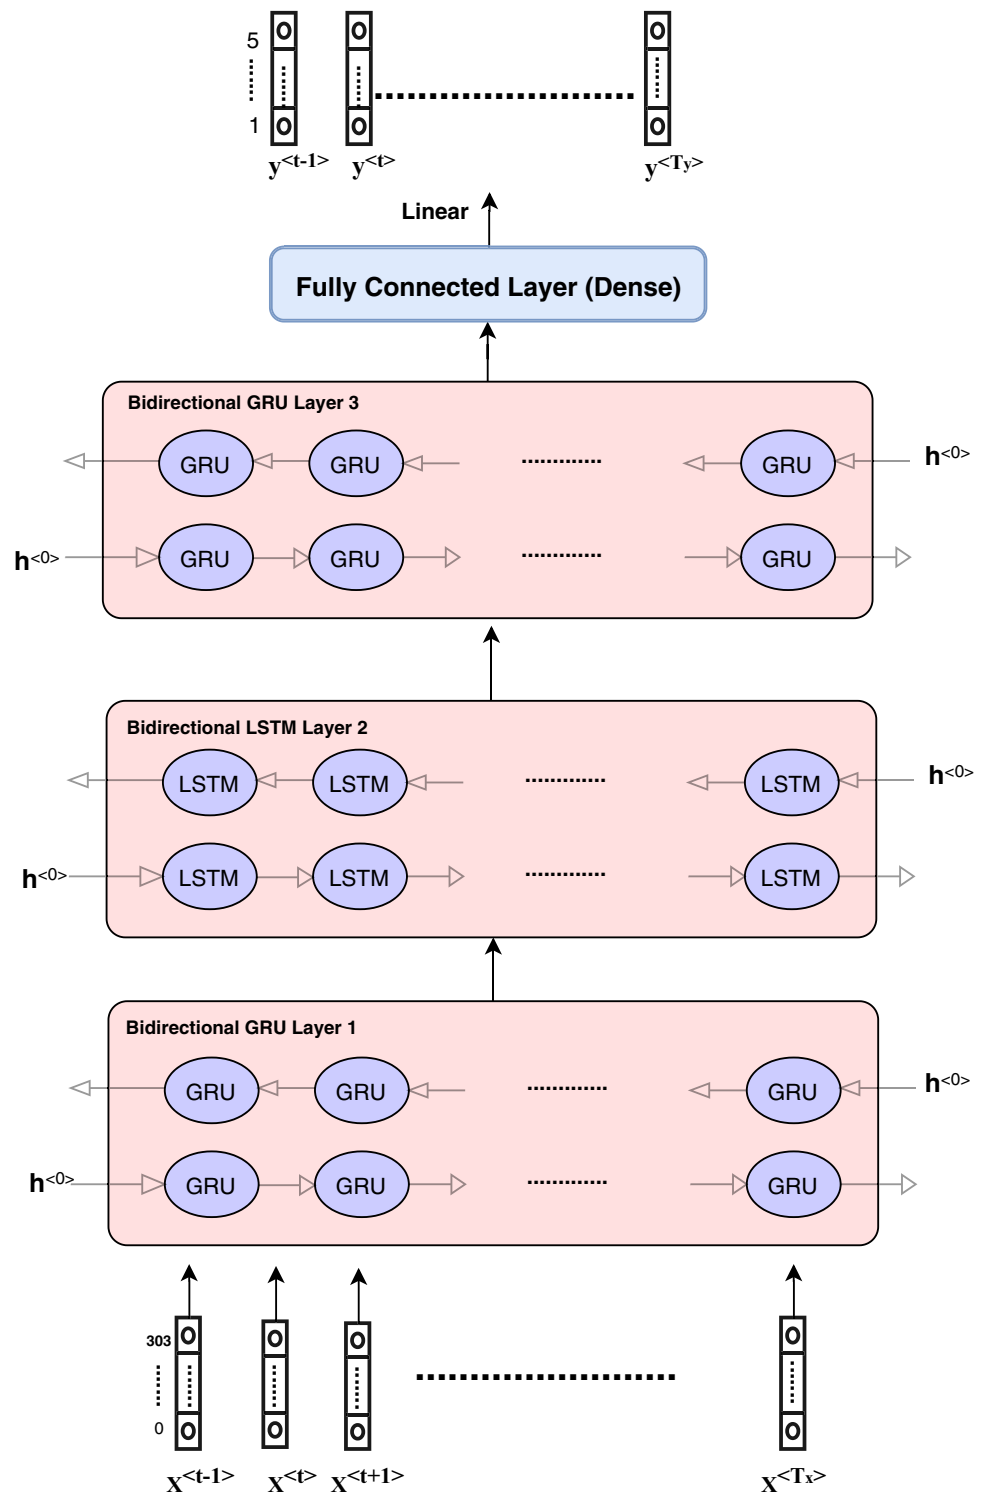 5
1
y<t-1> y<t> y<Ty>
Linear
Fully Connected Layer (Dense)
Bidirectional GRU Layer 3
GRU GRU ............. GRU h<0>
h<0> GRU GRU ............. GRU
Bidirectional LSTM Layer 2
LSTM LSTM ............. LSTM h<0>
h<0> LSTM LSTM ............. LSTM
Bidirectional GRU Layer 1
GRU GRU ............. GRU h<0>
h<0> GRU GRU ............. GRU
303
0
X<t-1> X<t> X<t+1> X<Tx>